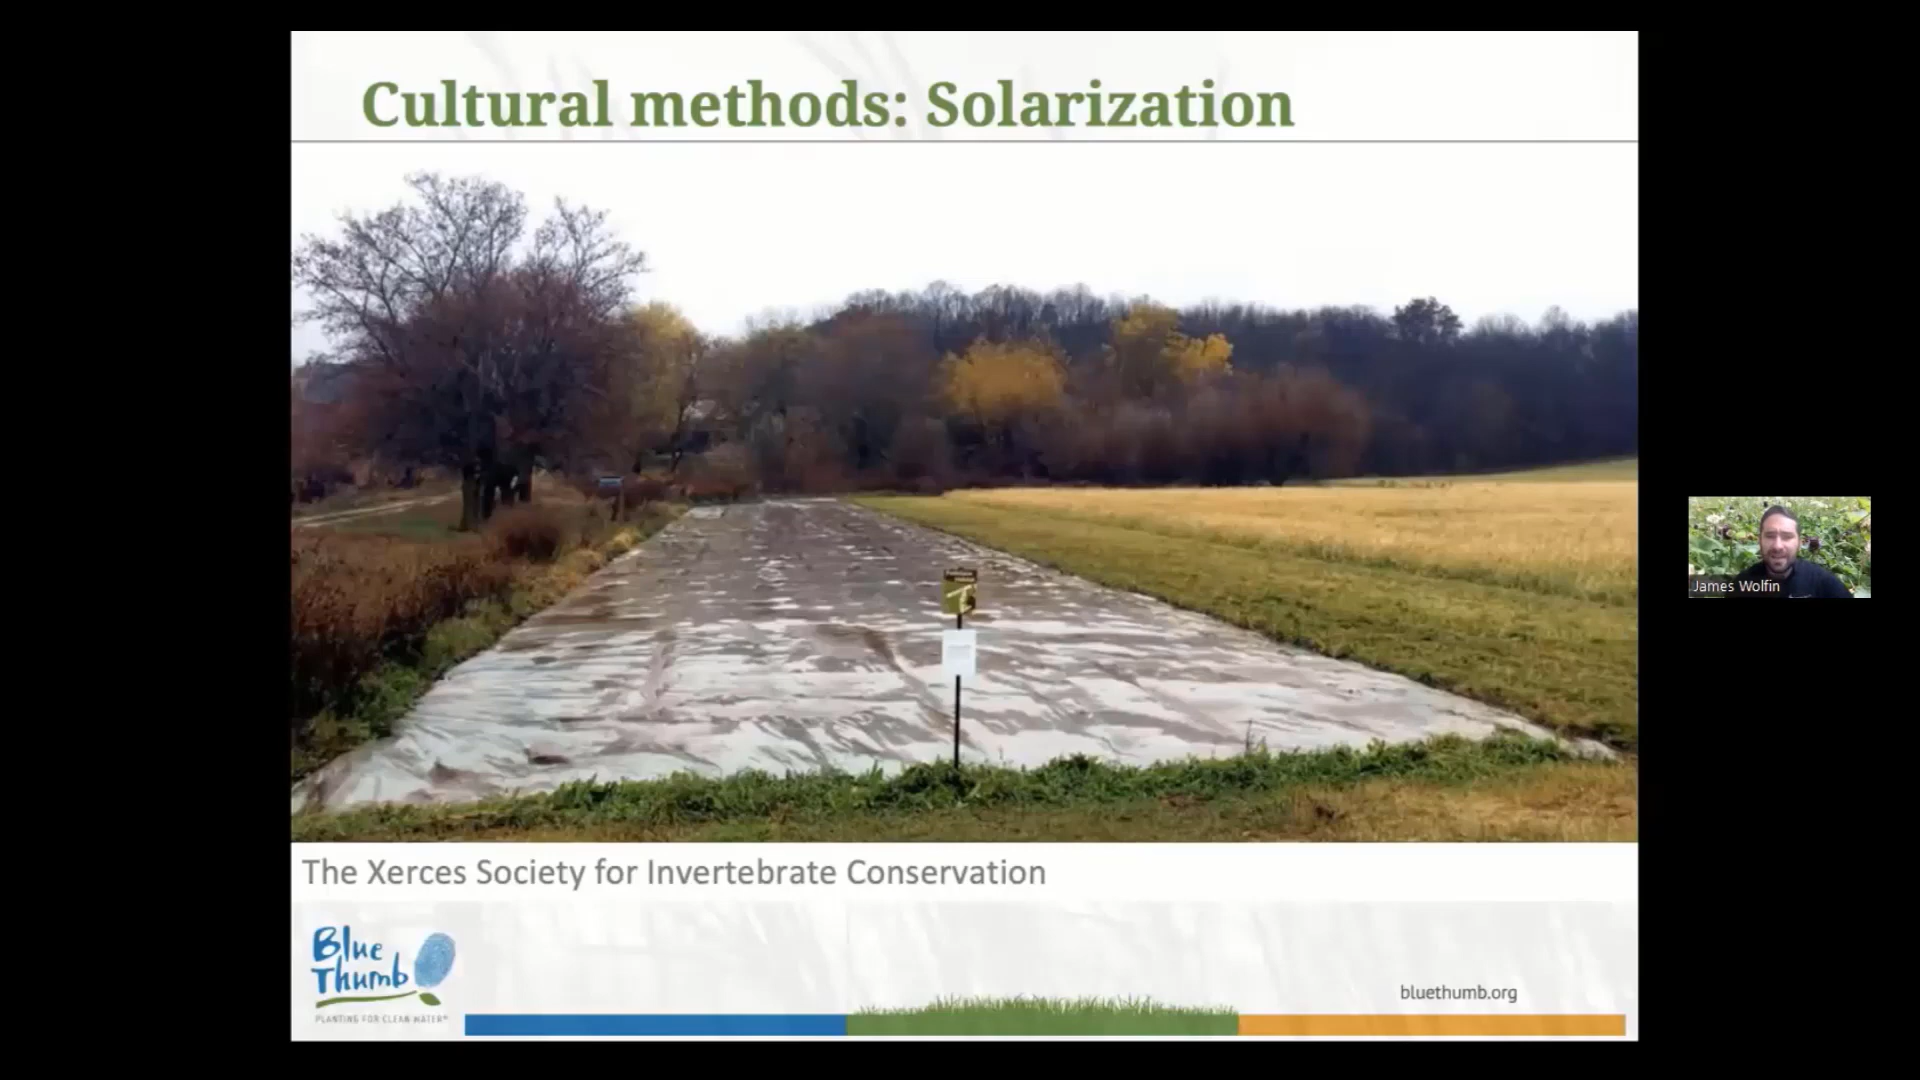 Cultural methods: Solarization
James Wolfin
The Xerces Society for Invertebrate Conservation
Blue
Thumb
PLANTING FOR CLEAN WATER
bluethumb.org